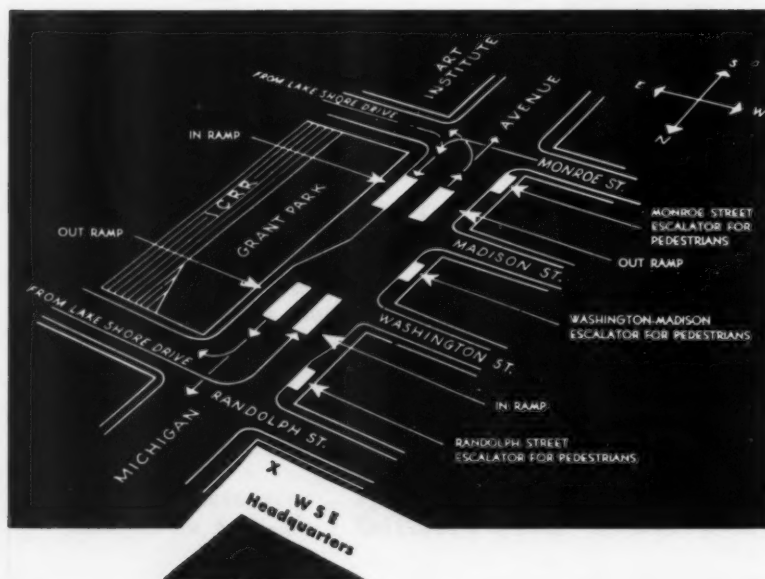 FROM LAKE SHORE DRIVE
ART
INSTITUTE
AVENUE
S
E
W
N
IN RAMP
MONROE ST.
I.C.R.R.
GRANT PARK
MONROE STREET
ESCALATOR FOR
PEDESTRIANS
OUT RAMP
OUT RAMP
MADISON ST.
FROM LAKE SHORE DRIVE
WASHINGTON-MADISON
ESCALATOR FOR PEDESTRIANS
WASHINGTON ST.
IN RAMP
MICHIGAN
RANDOLPH ST.
RANDOLPH STREET
ESCALATOR FOR PEDESTRIANS
X
W S E
Headquarters